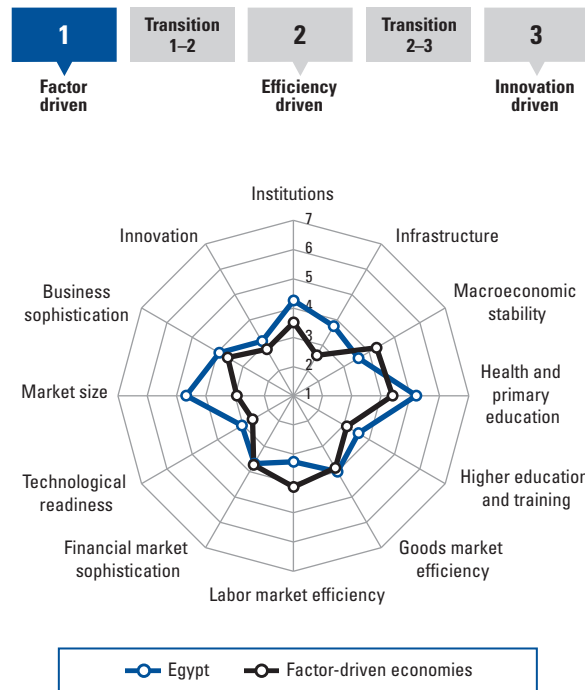 1
Transition
1–2
2
Transition
2–3
3
Factor
driven
Efficiency
driven
Innovation
driven
Institutions
7
Innovation
6
Infrastructure
5
Business
sophistication
Macroeconomic
stability
4
3
2
Market size
1
Health and
primary
education
Technological
readiness
Higher education
and training
Financial market
sophistication
Goods market
efficiency
Labor market efficiency
Egypt
Factor-driven economies